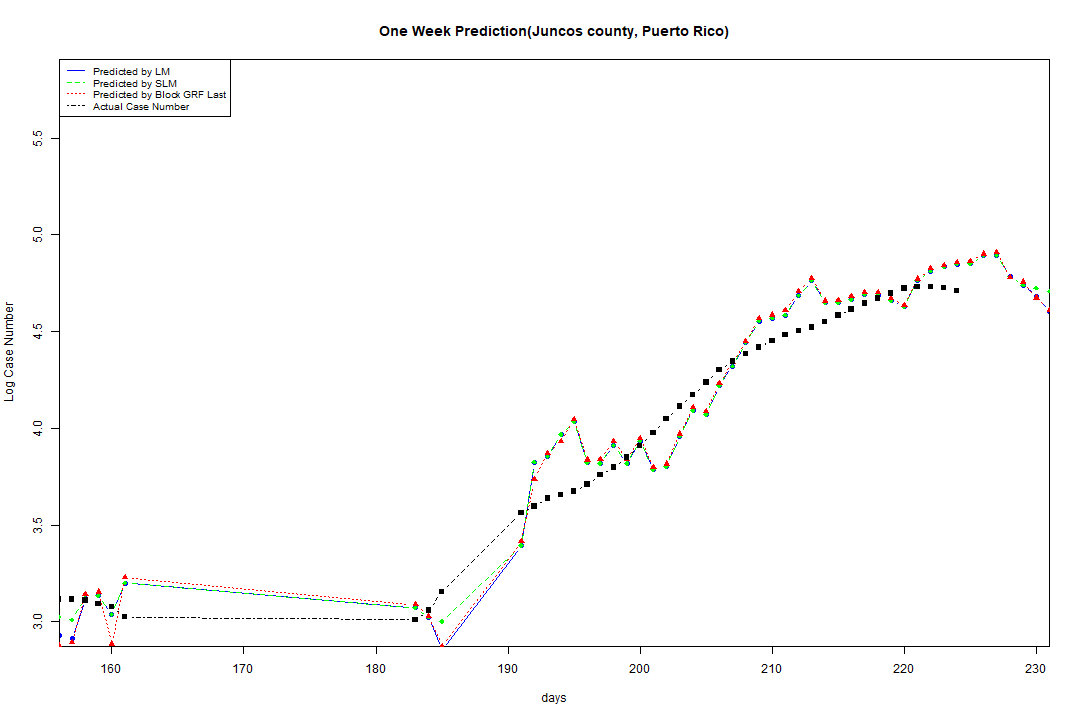 One Week Prediction(Juncos county, Puerto Rico)
Predicted by LM
Predicted by SLM
Predicted by Block GRF Last
Actual Case Number
5.5
5.0
4.5
4.0
3.5
3.0
Log Case Number
160 170 180 190 200 210 220 230
days